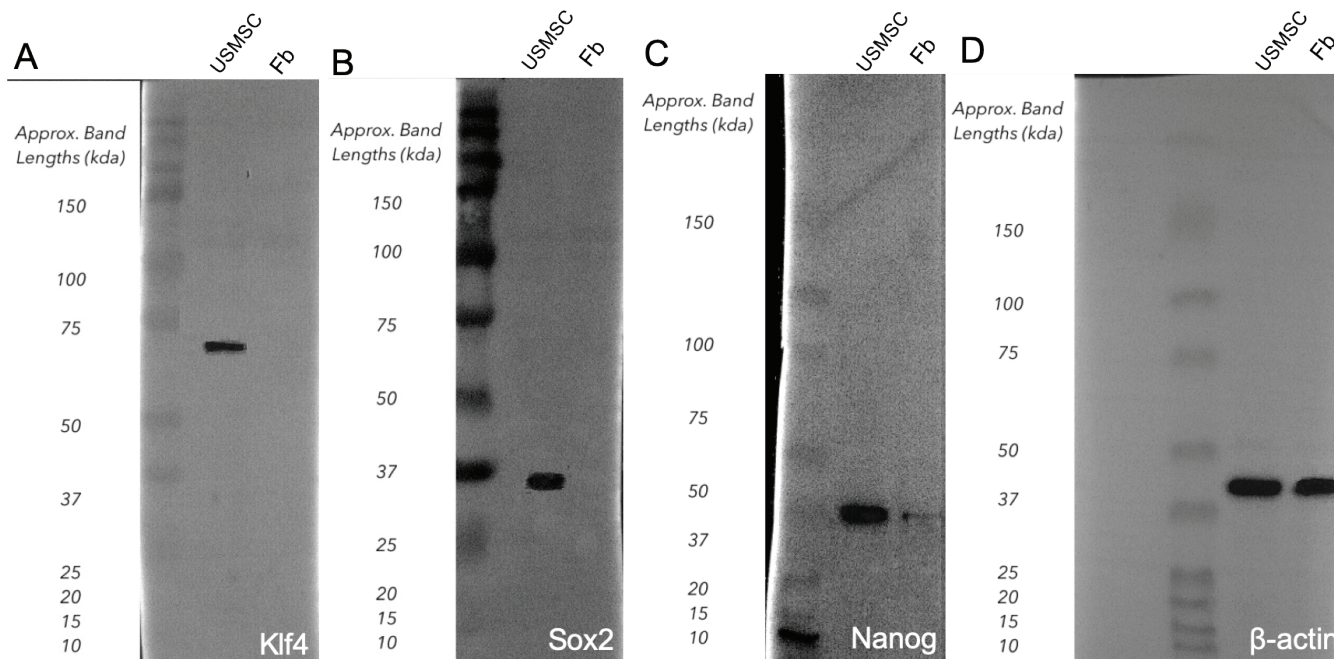 A
USMSC
Fb
Approx. Band
Lengths (kda)
150
100
75
50
37
25
20
15
10
Klf4
B
USMSC
Fb
Approx. Band
Lengths (kda)
150
100
75
50
37
25
20
15
10
Sox2
C
USMSC
Fb
Approx. Band
Lengths (kda)
150
100
75
50
37
20
15
10
Nanog
D
USMSC
Fb
Approx. Band
Lengths (kda)
150
100
75
50
37
25
20
15
10
β-actin